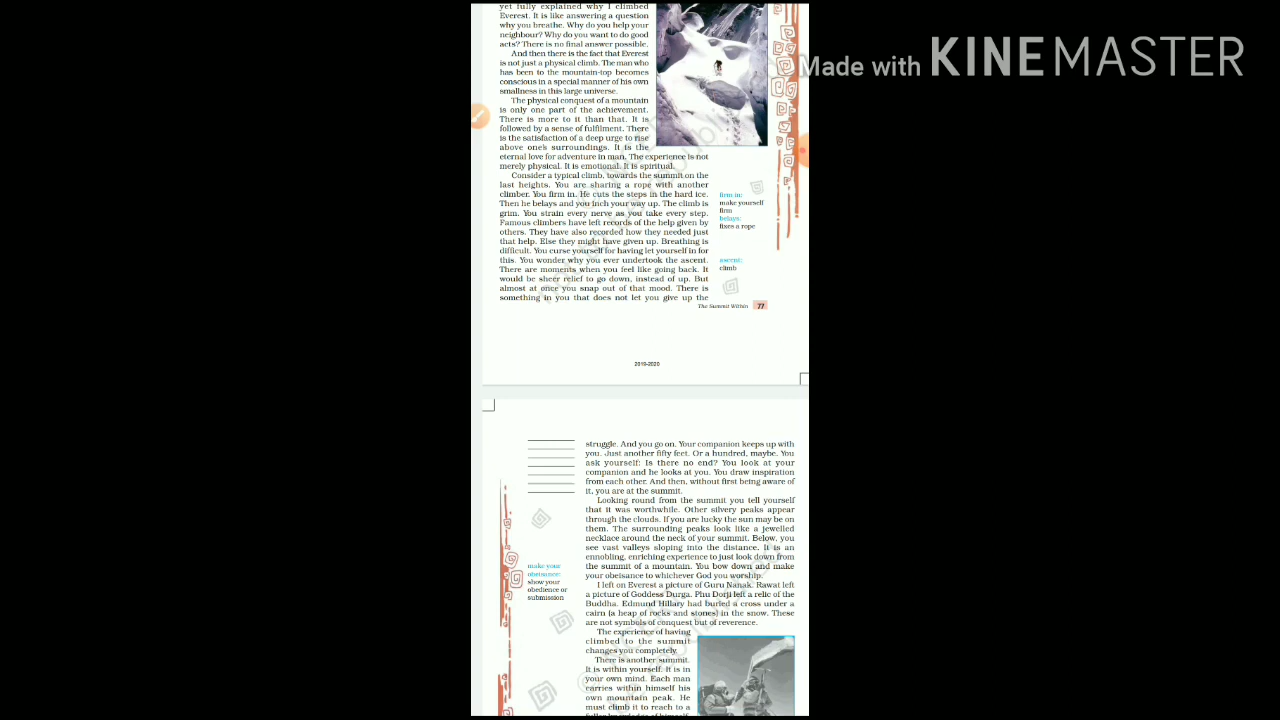 Made with KINEMASTER
yet fully explained why I climbed
Everest. It is like answering a question
why you breathe. Why do you help your
neighbour? Why do you want to do good
acts? There is no final answer possible.
And then there is the fact that Everest
is not just a physical climb. The man who
has been to the mountain-top becomes
conscious in a special manner of his own
smallness in this large universe.
The physical conquest of a mountain
is only one part of the achievement.
There is more to it than that. It is
followed by a sense of fulfilment. There
is the satisfaction of a deep urge to rise
above one's surroundings. It is the
eternal love for adventure in man. The experience is not
merely physical. It is emotional. It is spiritual.
Consider a typical climb, towards the summit on the
last heights. You are sharing a rope with another
climber. You firm in. He cuts the steps in the hard ice.
Then he belays and you inch your way up. The climb is
grim. You strain every nerve as you take every step.
Famous climbers have left records of the help given by
others. They have also recorded how they needed just
that help. Else they might have given up. Breathing is
difficult. You curse yourself for having let yourself in for
this. You wonder why you ever undertook the ascent.
There are moments when you feel like going back. It
would be sheer relief to go down, instead of up. But
almost at once you snap out of that mood. There is
something in you that does not let you give up the
firm in:
make yourself
firm
belays:
fixes a rope
ascent:
climb
The Summit Within 77
2019-2020
struggle. And you go on. Your companion keeps up with
you. Just another fifty feet. Or a hundred, maybe. You
ask yourself: Is there no end? You look at your
companion and he looks at you. You draw inspiration
from each other. And then, without first being aware of
it, you are at the summit.
Looking round from the summit you tell yourself
that it was worthwhile. Other silvery peaks appear
through the clouds. If you are lucky the sun may be on
them. The surrounding peaks look like a jewelled
necklace around the neck of your summit. Below, you
see vast valleys sloping into the distance. It is an
ennobling, enriching experience to just look down from
the summit of a mountain. You bow down and make
your obeisance to whichever God you worship.
make your
obeisance:
show your
obedience or
submission
I left on Everest a picture of Guru Nanak. Rawat left
a picture of Goddess Durga. Phu Dorji left a relic of the
Buddha. Edmund Hillary had buried a cross under a
cairn (a heap of rocks and stones) in the snow. These
are not symbols of conquest but of reverence.
The experience of having
climbed to the summit
changes you completely.
There is another summit.
It is within yourself. It is in
your own mind. Each man
carries within himself his
own mountain peak. He
must climb it to reach to a
fuller knowledge of himself.